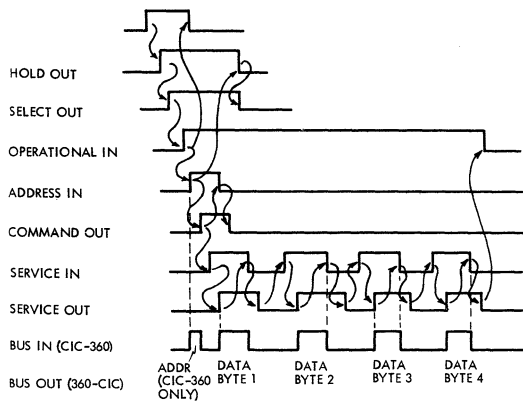 HOLD OUT
SELECT OUT
OPERATIONAL IN
ADDRESS IN
COMMAND OUT
SERVICE IN
SERVICE OUT
BUS IN (CIC-360)
BUS OUT (360-CIC)
ADDR
(CIC-360
ONLY)
DATA
BYTE 1
DATA
BYTE 2
DATA
BYTE 3
DATA
BYTE 4